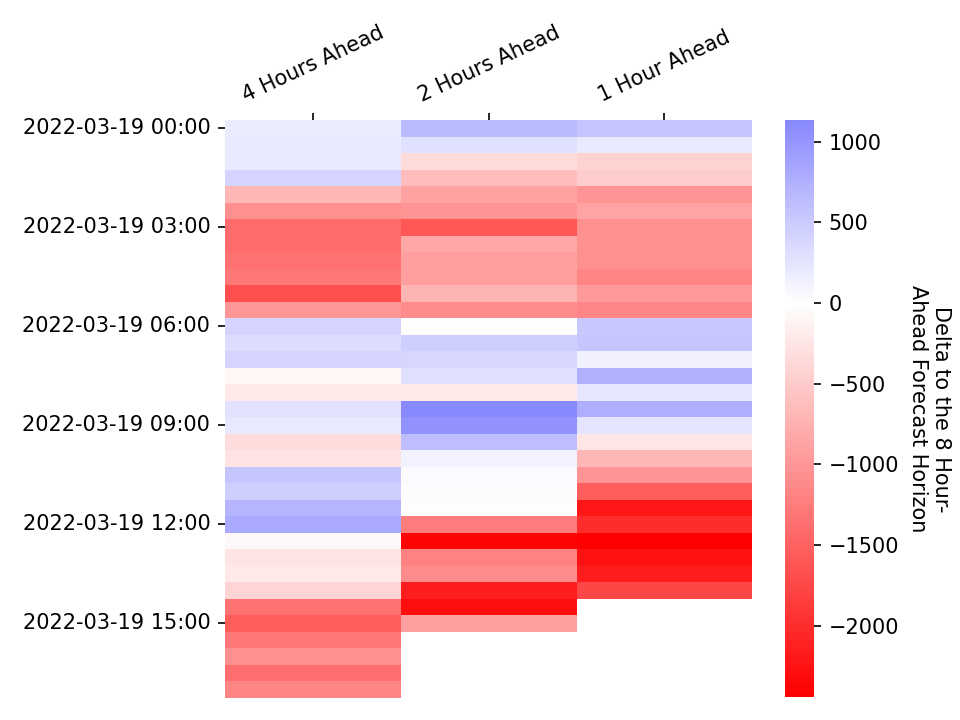 4 Hours Ahead
2 Hours Ahead
1 Hour Ahead
2022-03-19 00:00
2022-03-19 03:00
2022-03-19 06:00
2022-03-19 09:00
2022-03-19 12:00
2022-03-19 15:00
1000
500
0
−500
−1000
−1500
−2000
Delta to the 8 Hour-
Ahead Forecast Horizon